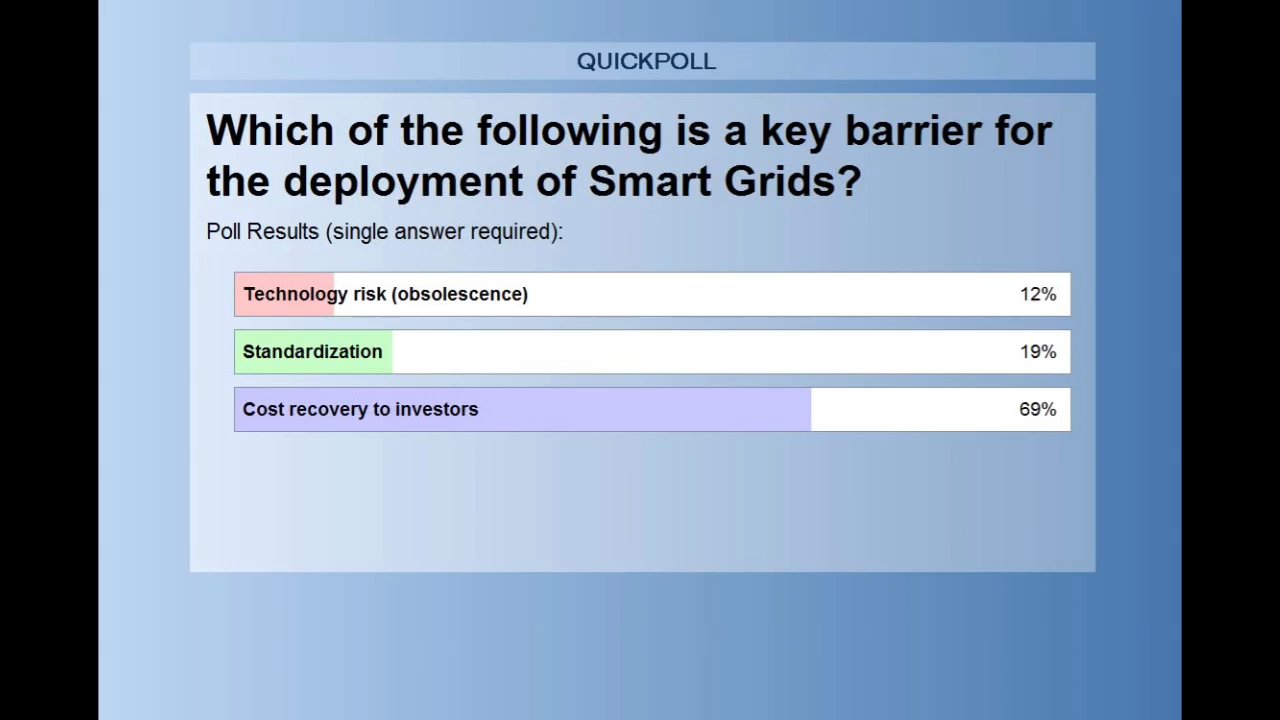 QUICKPOLL
Which of the following is a key barrier for
the deployment of Smart Grids?
Poll Results (single answer required):
Technology risk (obsolescence) 12%
Standardization 19%
Cost recovery to investors 69%